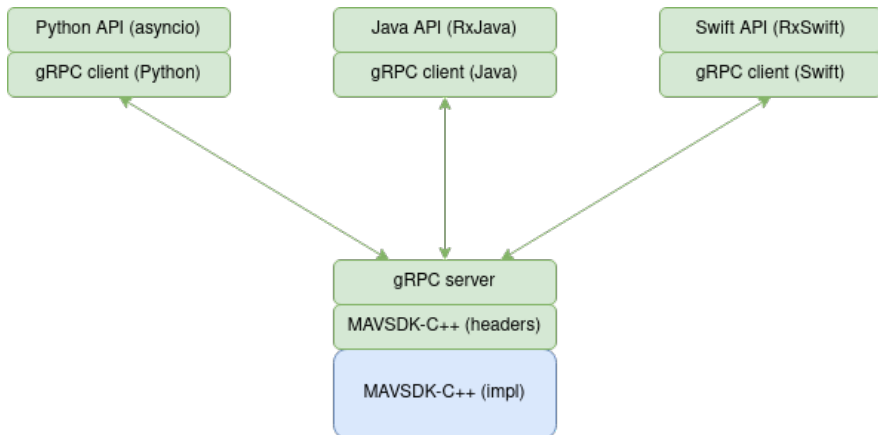 Python API (asyncio)
Java API (RxJava)
Swift API (RxSwift)
gRPC client (Python)
gRPC client (Java)
gRPC client (Swift)
gRPC server
MAVSDK-C++ (headers)
MAVSDK-C++ (impl)